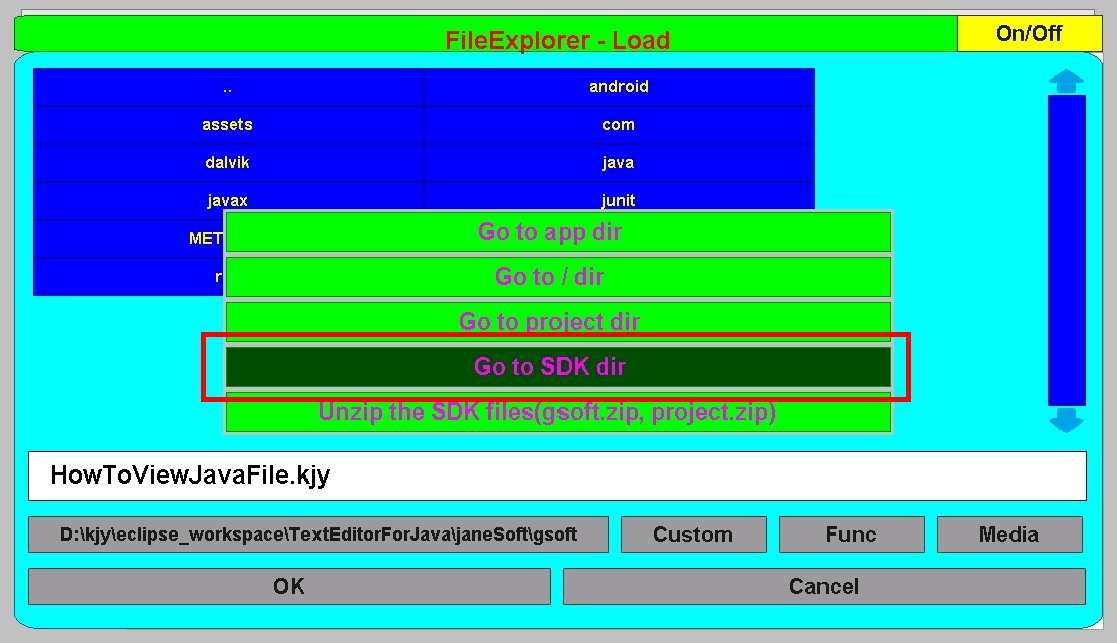 FileExplorer - Load
On/Off
.. android
assets com
dalvik java
javax junit
MET
r
Go to app dir
Go to / dir
Go to project dir
Go to SDK dir
Unzip the SDK files(gsoft.zip, project.zip)
HowToViewJavaFile.kjy
D:\kjy\eclipse_workspace\TextEditorForJava\janeSoft\gsoft Custom Func Media
OK Cancel